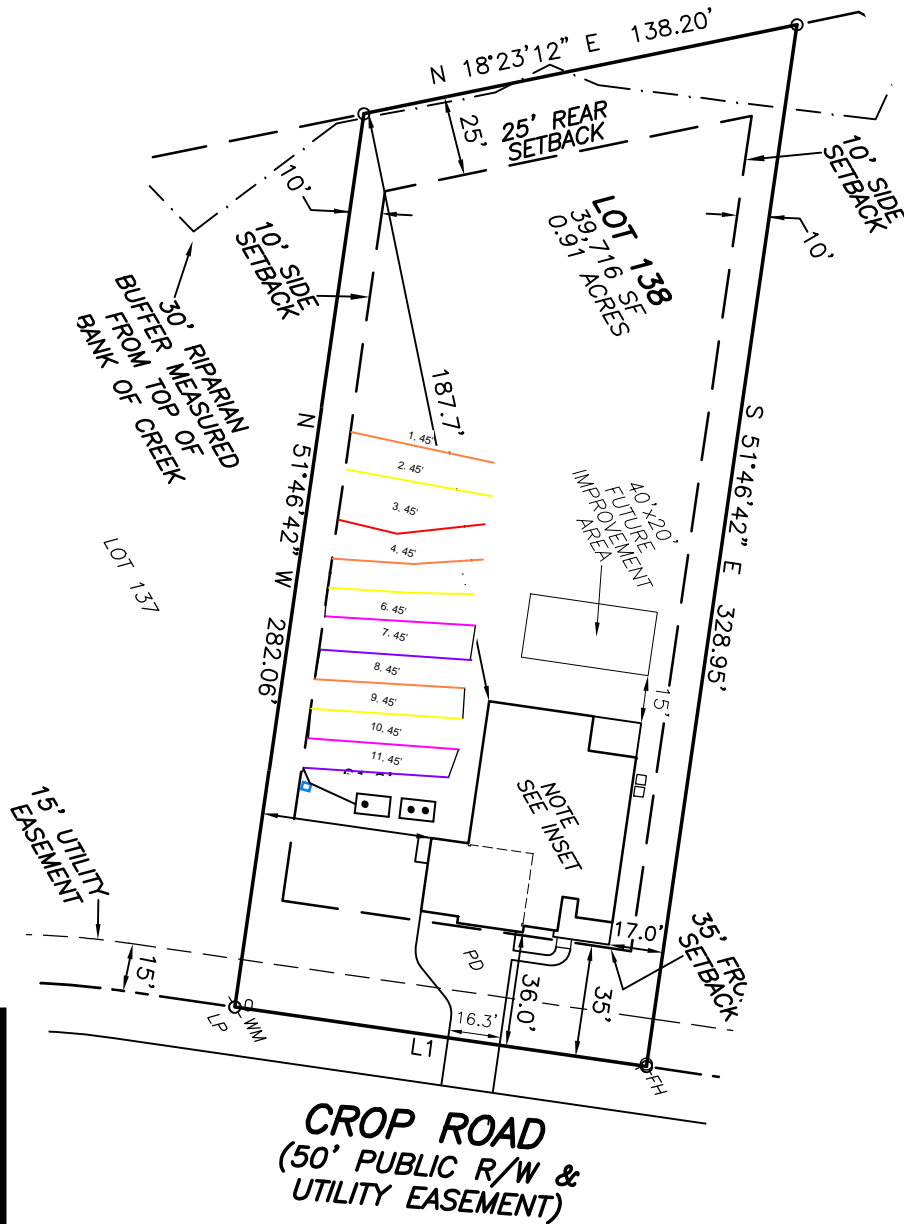 N 18°23'12" E 138.20'
25' REAR
SETBACK
25'
10'
10' SIDE
SETBACK
10' SIDE
SETBACK
10'
LOT 138
39,716 SF
0.91 ACRES
30' RIPARIAN
BUFFER MEASURED
FROM TOP OF
BANK OF CREEK
187.7'
N 51°46'42" W 282.06'
S 51°46'42" E 328.95'
LOT 137
1. 45'
2. 45'
3. 45'
4. 45'
6. 45'
7. 45'
8. 45'
9. 45'
10. 45'
11. 45'
40'x20'
FUTURE
IMPROVEMENT
AREA
15'
NOTE
SEE INSET
15' UTILITY
EASEMENT
15'
17.0'
35' FRO.
SETBACK
PD
36.0'
35'
16.3'
LP
WM
L1
FH
CROP ROAD
(50' PUBLIC R/W &
UTILITY EASEMENT)